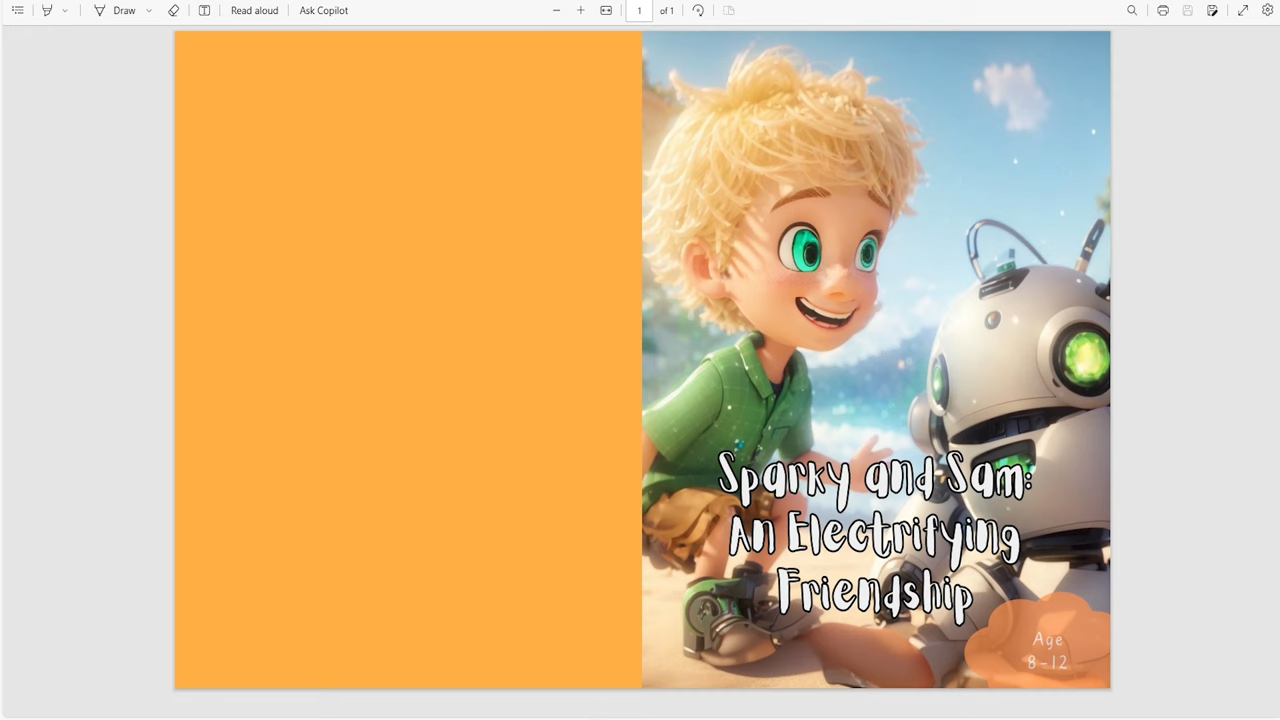 Draw
Read aloud
Ask Copilot
1
of 1
Sparky and Sam:
An Electrifying
Friendship
Age
8-12